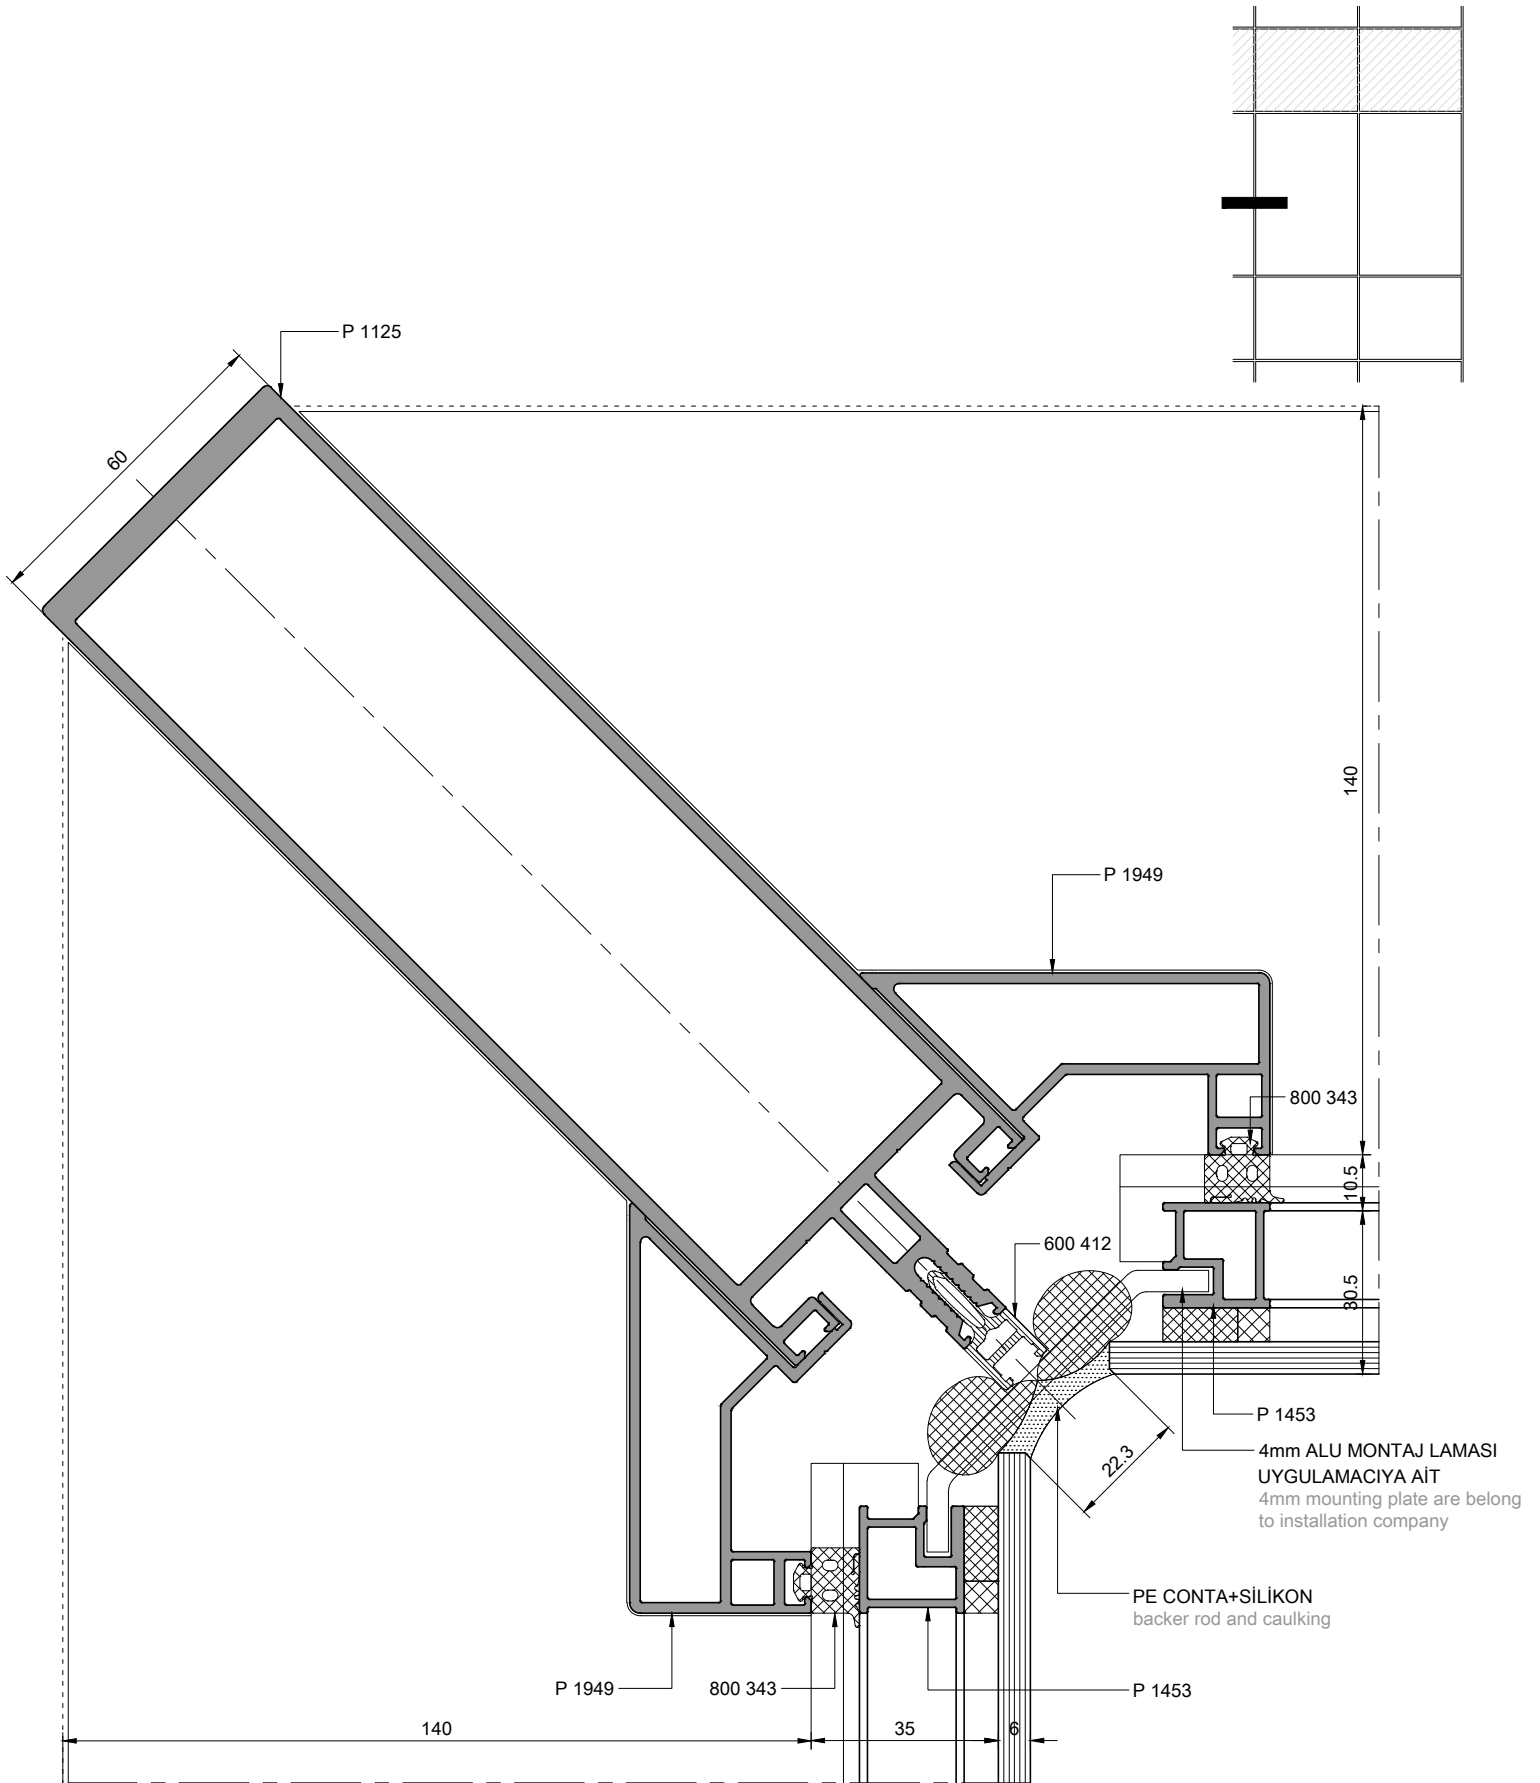 P 1125
60
140
P 1949
800 343
10.5
600 412
30.5
P 1453
4mm ALU MONTAJ LAMASI
UYGULAMACIYA AİT
4mm mounting plate are belong
to installation company
22.3
PE CONTA+SİLİKON
backer rod and caulking
P 1949
800 343
P 1453
140
35
6